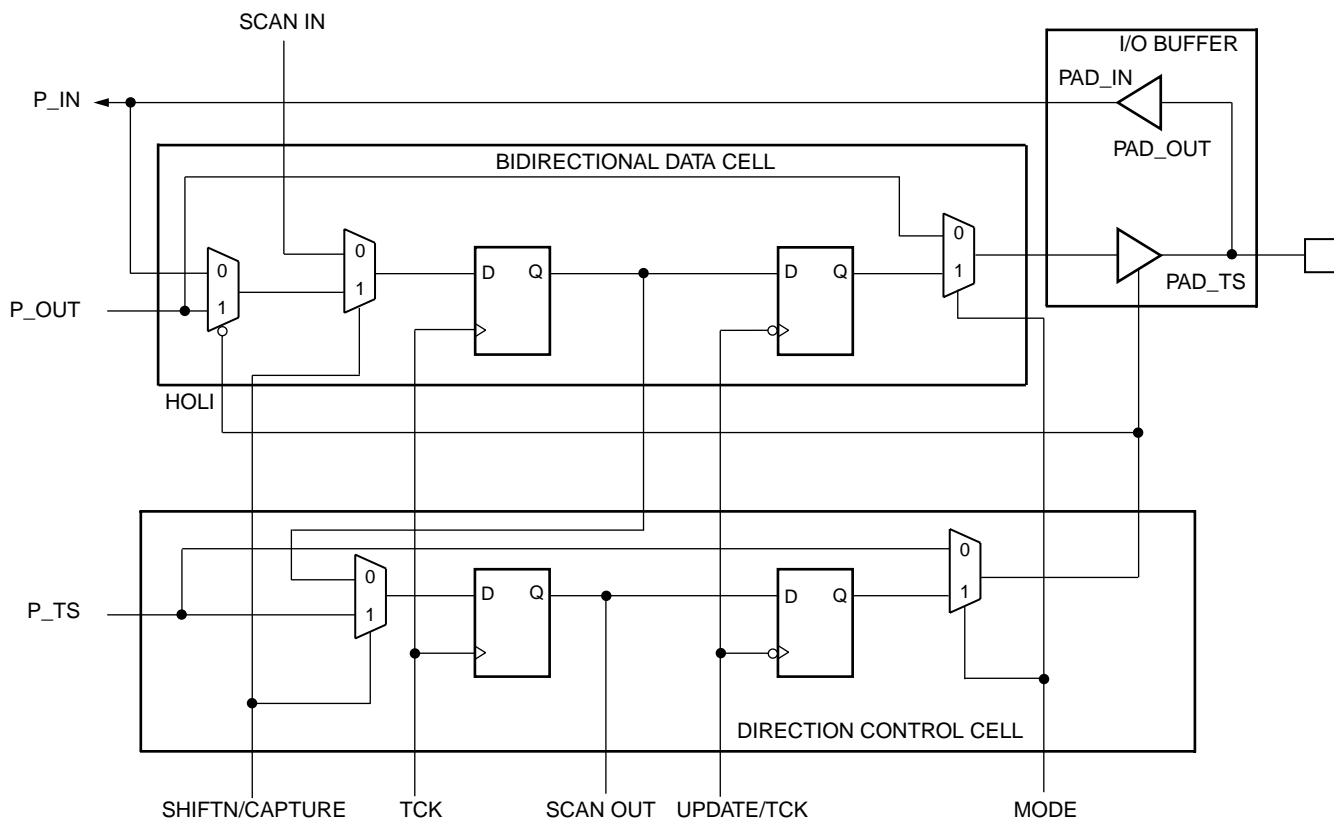 SCAN IN
I/O BUFFER
PAD_IN
P_IN
PAD_OUT
BIDIRECTIONAL DATA CELL
0
1
0
1
D Q
D Q
0
1
PAD_TS
P_OUT
HOLI
0
1
D Q
D Q
0
1
P_TS
DIRECTION CONTROL CELL
SHIFTN/CAPTURE
TCK
SCAN OUT
UPDATE/TCK
MODE